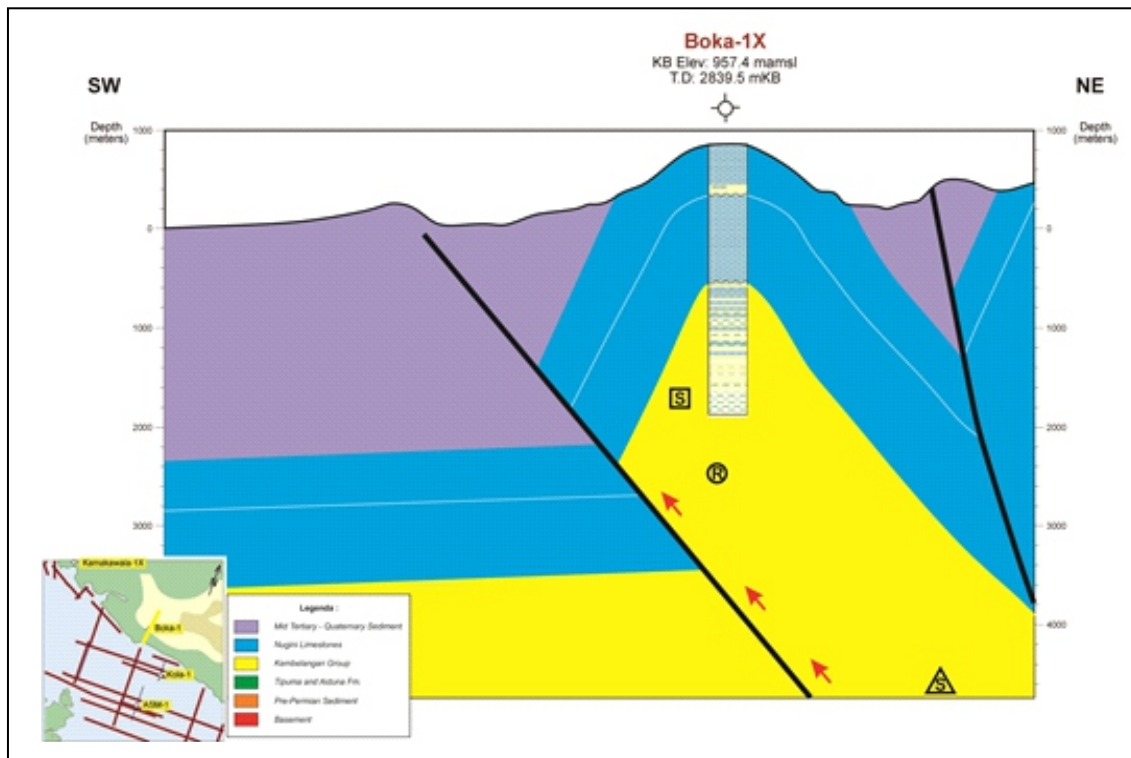 Boka-1X
KB Elev: 957.4 mamsl
T.D: 2839.5 mKB
SW
NE
Depth
(meters)
Depth
(meters)
1000
1000
0
0
1000
1000
2000
2000
3000
3000
4000
S
R
S
Kamakawala-1X
Boka-1
Kola-1
ASM-1
Legenda :
Mid Tertiary - Quaternary Sediment
Nugini Limestones
Kembelangan Group
Tipuma and Aiduna Fm.
Pre-Permian Sediment
Basement